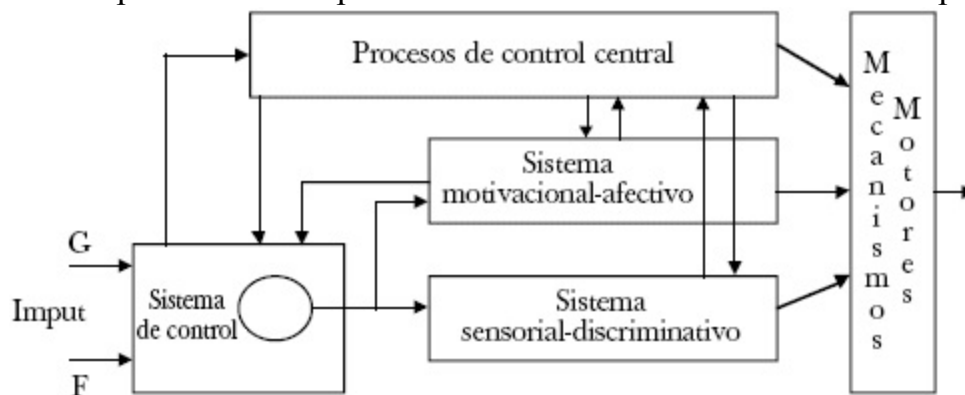 Procesos de control central
Sistema
motivacional-afectivo
G
Imput
F
Sistema
de control
Sistema
sensorial-discriminativo
Mecanismos
Motores